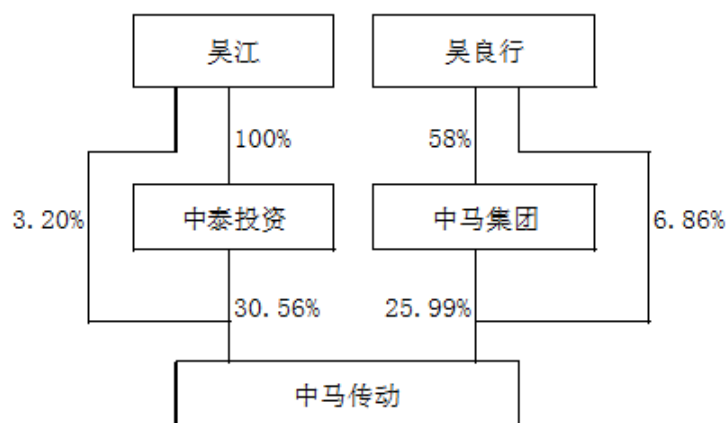 吴江
吴良行
100%
58%
3.20%
中泰投资
中马集团
6.86%
30.56%
25.99%
中马传动